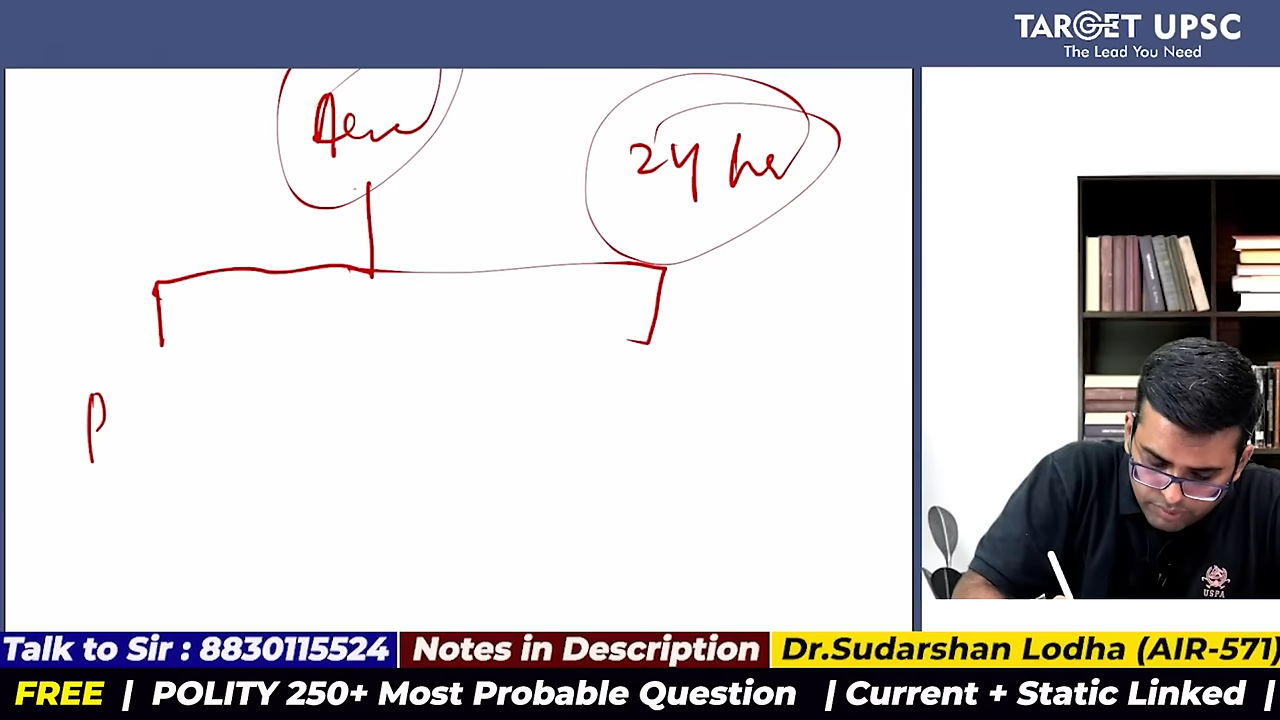 TARGET UPSC
The Lead You Need
24 hr
P
USPA
Talk to Sir : 8830115524 Notes in Description Dr.Sudarshan Lodha (AIR-571)
FREE | POLITY 250+ Most Probable Question | Current + Static Linked |